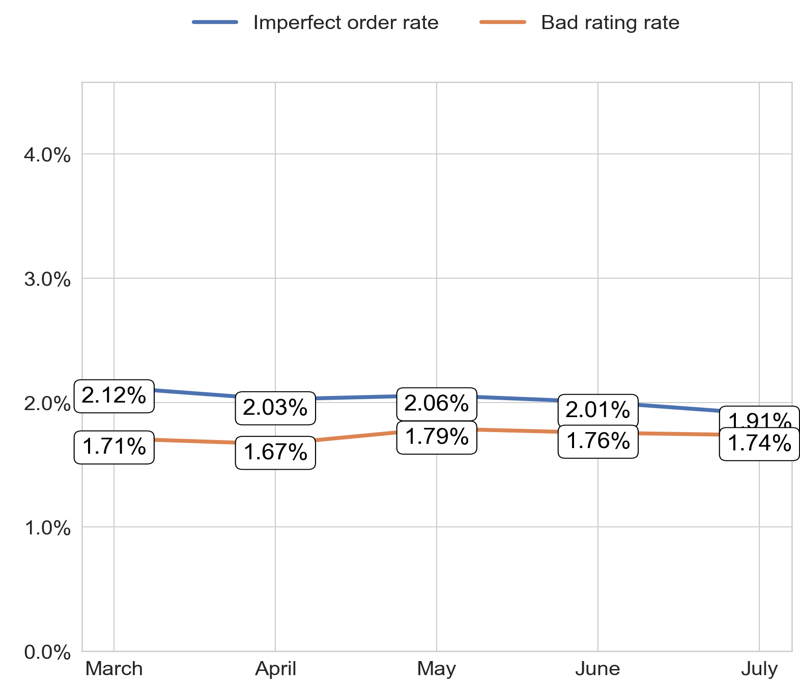 Imperfect order rate Bad rating rate
4.0%
3.0%
2.0%
1.0%
0.0%
2.12% 2.03% 2.06% 2.01% 1.91%
1.71% 1.67% 1.79% 1.76% 1.74%
March April May June July